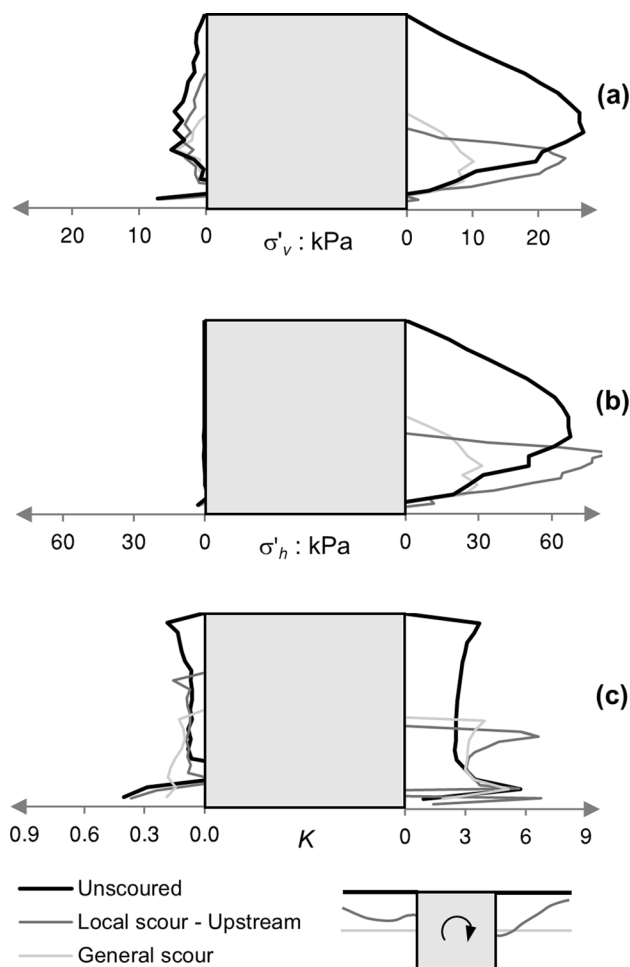 (a)
20 10 0 σ'v : kPa 0 10 20
(b)
60 30 0 σ'h : kPa 0 30 60
(c)
0.9 0.6 0.3 0.0 K 0 3 6 9
Unscoured
Local scour - Upstream
General scour